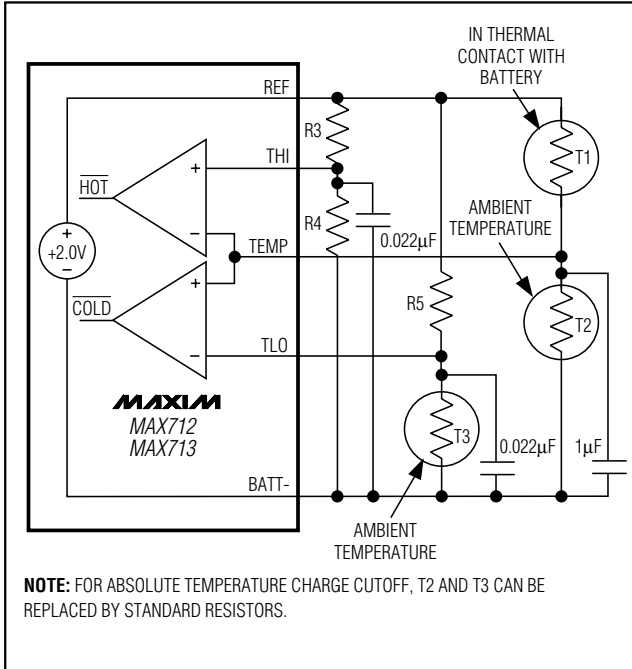 IN THERMAL
CONTACT WITH
BATTERY
REF
R3
T1
THI
HOT
+
−
R4
0.022µF
AMBIENT
TEMPERATURE
+
+2.0V
−
TEMP
COLD
+
−
R5
T2
TLO
MAXIM
MAX712
MAX713
T3
0.022µF
1µF
BATT-
AMBIENT
TEMPERATURE
NOTE: FOR ABSOLUTE TEMPERATURE CHARGE CUTOFF, T2 AND T3 CAN BE
REPLACED BY STANDARD RESISTORS.